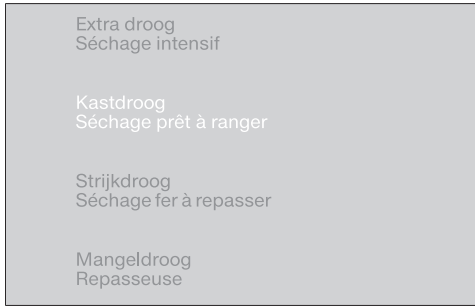 Extra droog
Séchage intensif
Kastdroog
Séchage prêt à ranger
Strijkdroog
Séchage fer à repasser
Mangeldroog
Repasseuse